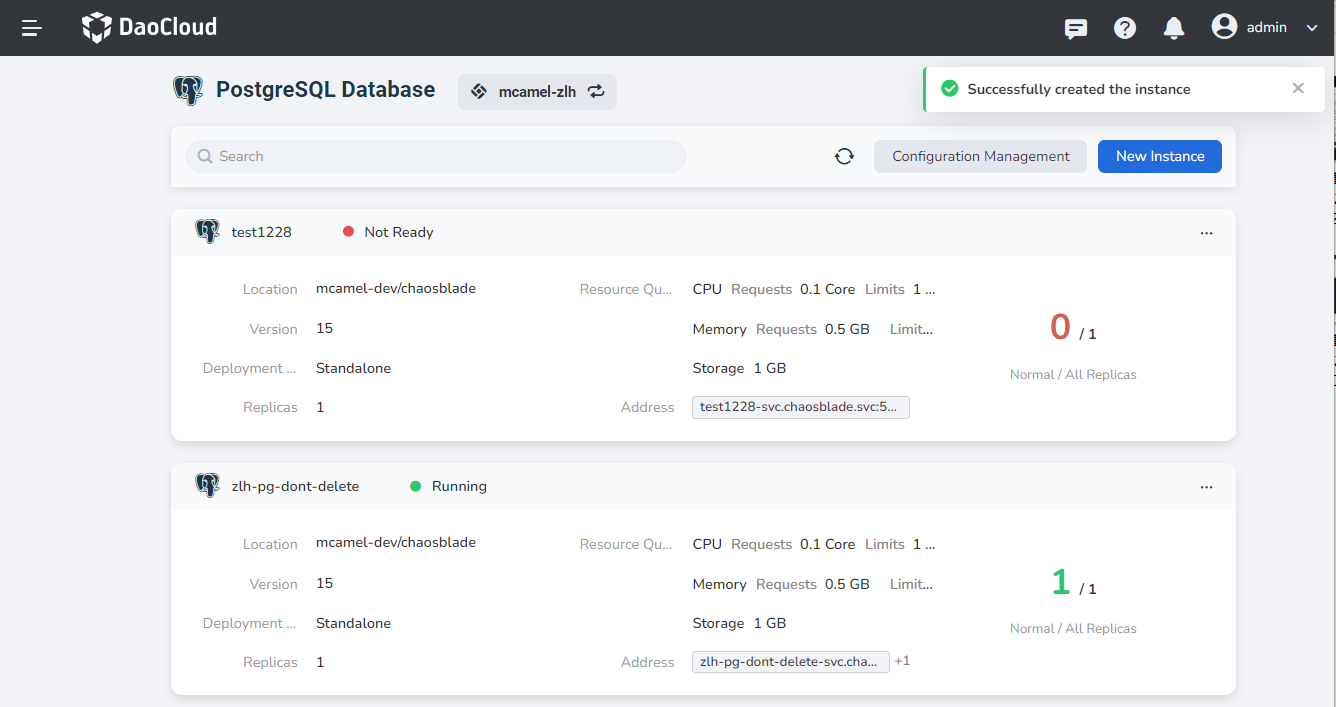 DaoCloud
admin
PostgreSQL Database
mcamel-zlh
Successfully created the instance
Search
Configuration Management
New Instance
test1228
Not Ready
...
Location
mcamel-dev/chaosblade
Resource Qu...
CPU Requests 0.1 Core Limits 1 ...
Version
15
Memory Requests 0.5 GB Limit...
0 / 1
Deployment ...
Standalone
Storage 1 GB
Normal / All Replicas
Replicas
1
Address
test1228-svc.chaosblade.svc:5...
zlh-pg-dont-delete
Running
...
Location
mcamel-dev/chaosblade
Resource Qu...
CPU Requests 0.1 Core Limits 1 ...
Version
15
Memory Requests 0.5 GB Limit...
1 / 1
Deployment ...
Standalone
Storage 1 GB
Normal / All Replicas
Replicas
1
Address
zlh-pg-dont-delete-svc.cha...
+1